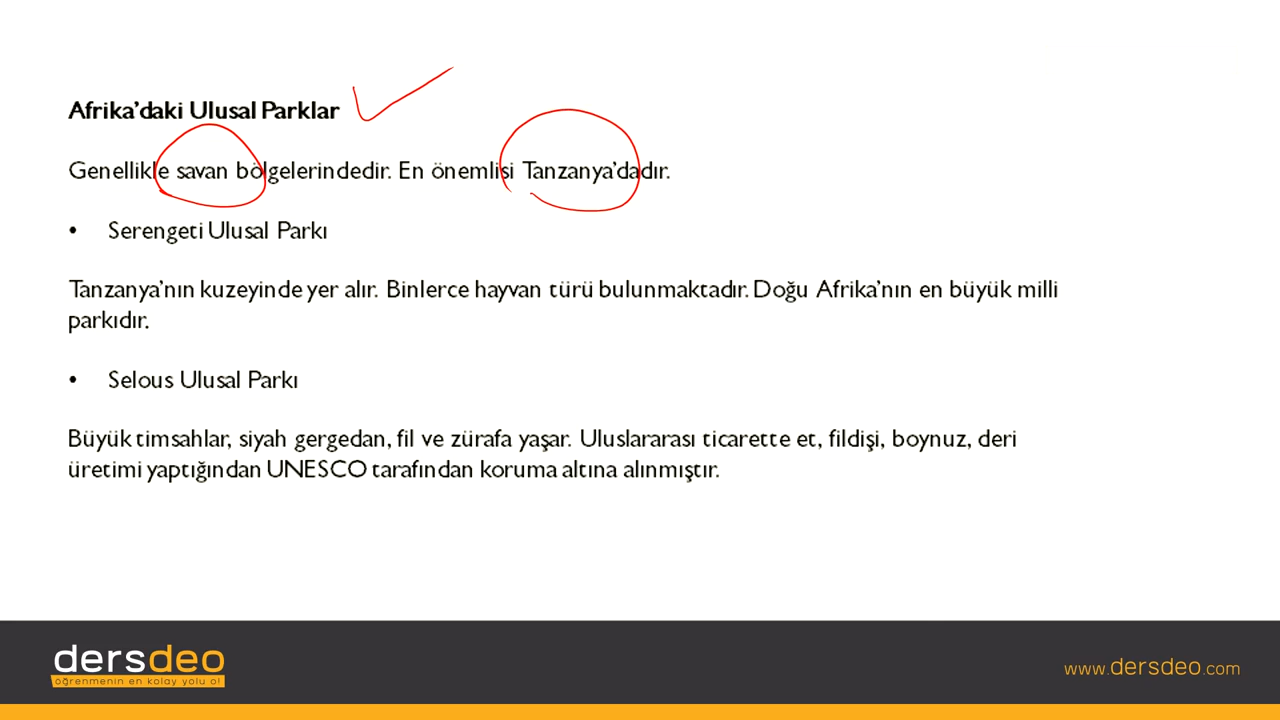 Afrika’daki Ulusal Parklar
Genellikle savan bölgelerindedir. En önemlisi Tanzanya’dadır.
• Serengeti Ulusal Parkı
Tanzanya’nın kuzeyinde yer alır. Binlerce hayvan türü bulunmaktadır. Doğu Afrika’nın en büyük milli
parkıdır.
• Selous Ulusal Parkı
Büyük timsahlar, siyah gergedan, fil ve zürafa yaşar. Uluslararası ticarette et, fildişi, boynuz, deri
üretimi yaptığından UNESCO tarafından koruma altına alınmıştır.
dersdeo
öğrenmenin en kolay yolu o!
www.dersdeo.com